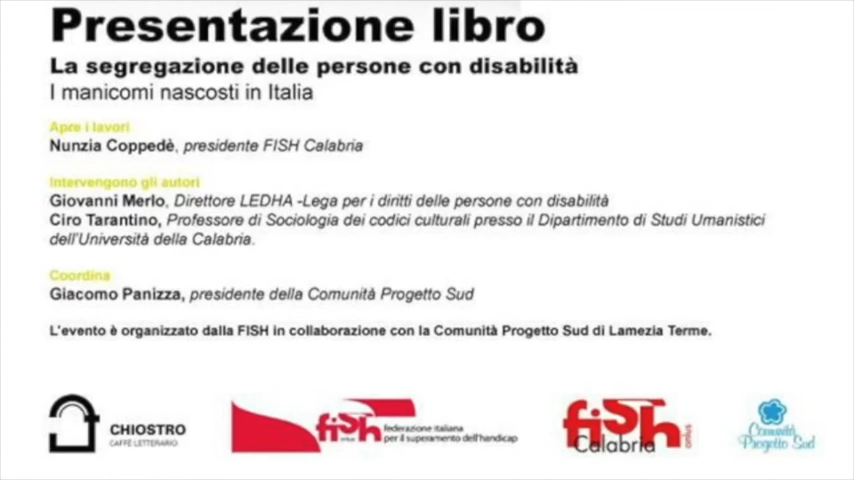 Presentazione libro
La segregazione delle persone con disabilità
I manicomi nascosti in Italia
Apre i lavori
Nunzia Coppedè, presidente FISH Calabria
Intervengono gli autori
Giovanni Merlo, Direttore LEDHA -Lega per i diritti delle persone con disabilità
Ciro Tarantino, Professore di Sociologia dei codici culturali presso il Dipartimento di Studi Umanistici
dell'Università della Calabria.
Coordina
Giacomo Panizza, presidente della Comunità Progetto Sud
L'evento è organizzato dalla FISH in collaborazione con la Comunità Progetto Sud di Lamezia Terme.
CHIOSTRO
CAFFÈ LETTERARIO
fish
onlus
federazione italiana
per il superamento dell'handicap
fish
Calabria
onlus
Comunità
Progetto Sud